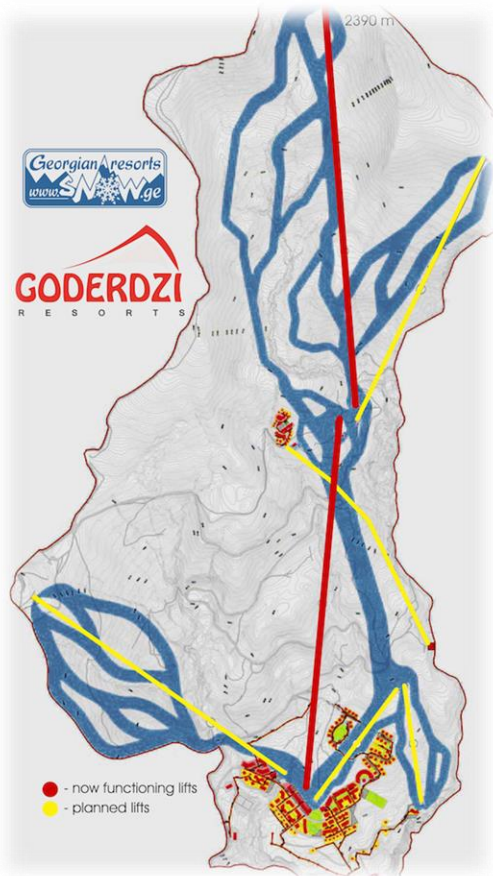 2390 m
Georgian resorts
www.SNOW.ge
GODERDZI
RESORTS
- now functioning lifts
- planned lifts